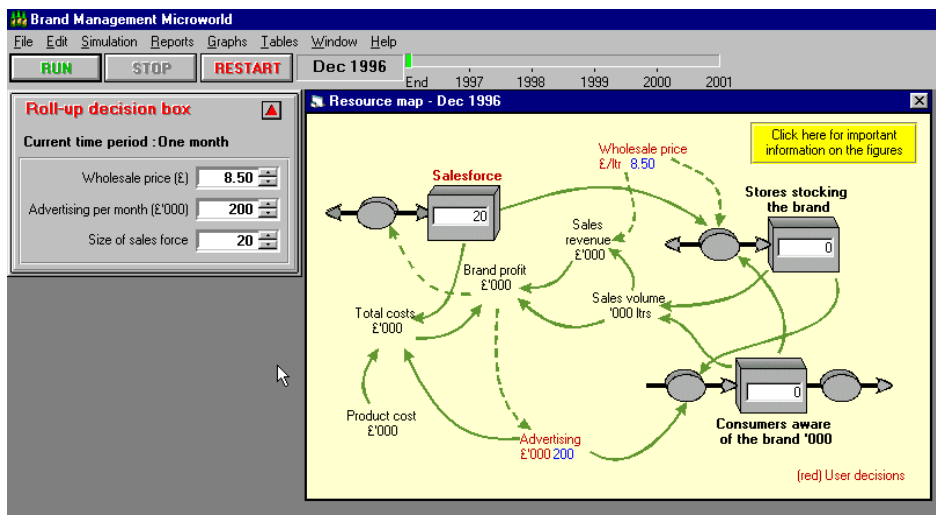 Brand Management Microworld
File Edit Simulation Reports Graphs Tables Window Help
RUN STOP RESTART Dec 1996
End 1997 1998 1999 2000 2001
Roll-up decision box
Current time period : One month
Wholesale price (£) 8.50
Advertising per month (£'000) 200
Size of sales force 20
Resource map - Dec 1996
Click here for important
information on the figures
Wholesale price
£/ltr 8.50
Salesforce
20
Stores stocking
the brand
0
Sales
revenue
£'000
Brand profit
£'000
Sales volume
'000 ltrs
Total costs
£'000
Product cost
£'000
Advertising
£'000 200
0
Consumers aware
of the brand '000
(red) User decisions